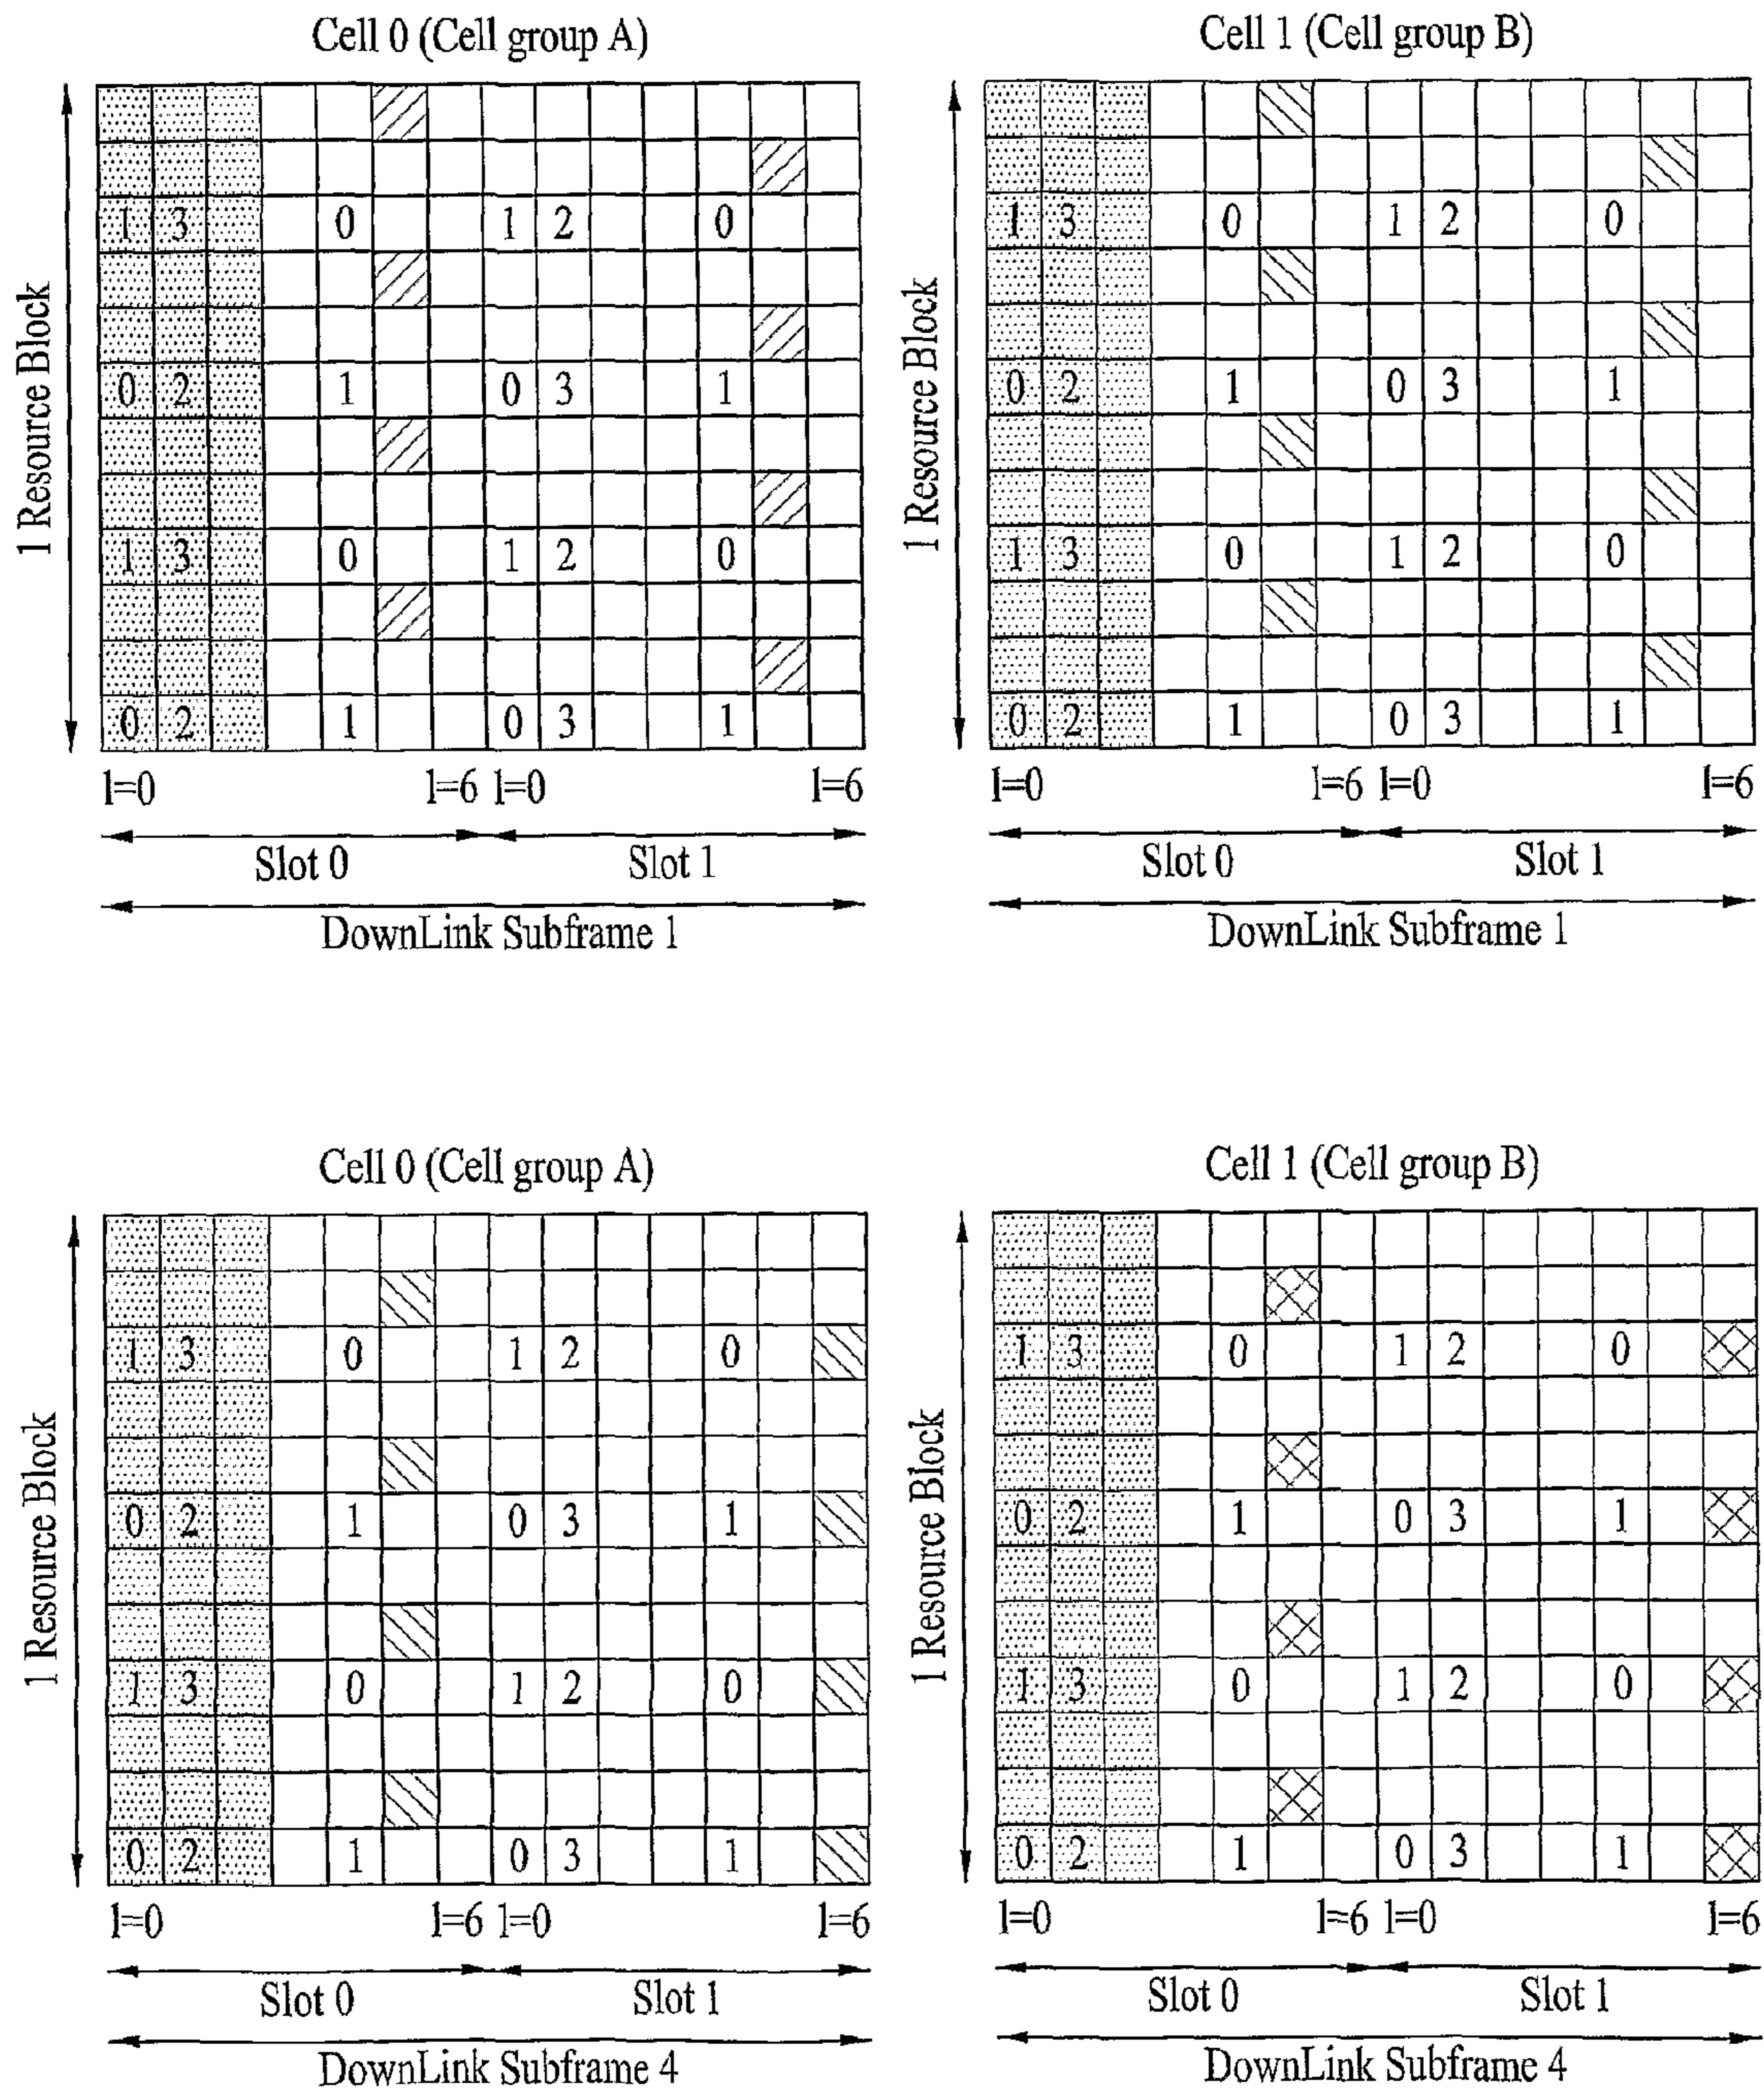 Cell 0 (Cell group A)
1 Resource Block
1 3 0 1 2 0
0 2 1 0 3 1
1 3 0 1 2 0
0 2 1 0 3 1
l=0 l=6 l=0 l=6
Slot 0 Slot 1
DownLink Subframe 1
Cell 1 (Cell group B)
1 Resource Block
1 3 0 1 2 0
0 2 1 0 3 1
1 3 0 1 2 0
0 2 1 0 3 1
l=0 l=6 l=0 l=6
Slot 0 Slot 1
DownLink Subframe 1
Cell 0 (Cell group A)
1 Resource Block
1 3 0 1 2 0
0 2 1 0 3 1
1 3 0 1 2 0
0 2 1 0 3 1
l=0 l=6 l=0 l=6
Slot 0 Slot 1
DownLink Subframe 4
Cell 1 (Cell group B)
1 Resource Block
1 3 0 1 2 0
0 2 1 0 3 1
1 3 0 1 2 0
0 2 1 0 3 1
l=0 l=6 l=0 l=6
Slot 0 Slot 1
DownLink Subframe 4